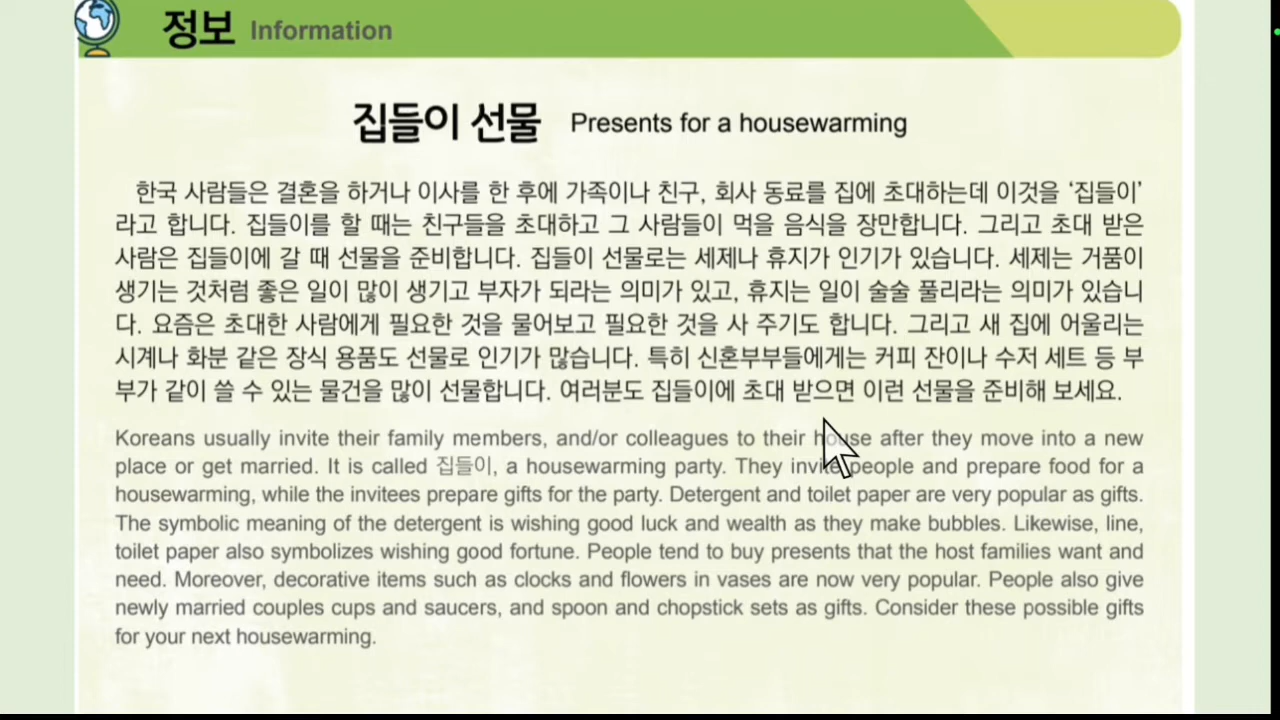 정보 Information
집들이 선물 Presents for a housewarming
한국 사람들은 결혼을 하거나 이사를 한 후에 가족이나 친구, 회사 동료를 집에 초대하는데 이것을 ‘집들이’
라고 합니다. 집들이를 할 때는 친구들을 초대하고 그 사람들이 먹을 음식을 장만합니다. 그리고 초대 받은
사람은 집들이에 갈 때 선물을 준비합니다. 집들이 선물로는 세제나 휴지가 인기가 있습니다. 세제는 거품이
생기는 것처럼 좋은 일이 많이 생기고 부자가 되라는 의미가 있고, 휴지는 일이 술술 풀리라는 의미가 있습니
다. 요즘은 초대한 사람에게 필요한 것을 물어보고 필요한 것을 사 주기도 합니다. 그리고 새 집에 어울리는
시계나 화분 같은 장식 용품도 선물로 인기가 많습니다. 특히 신혼부부들에게는 커피 잔이나 수저 세트 등 부
부가 같이 쓸 수 있는 물건을 많이 선물합니다. 여러분도 집들이에 초대 받으면 이런 선물을 준비해 보세요.
Koreans usually invite their family members, and/or colleagues to their house after they move into a new
place or get married. It is called 집들이, a housewarming party. They invite people and prepare food for a
housewarming, while the invitees prepare gifts for the party. Detergent and toilet paper are very popular as gifts.
The symbolic meaning of the detergent is wishing good luck and wealth as they make bubbles. Likewise, line,
toilet paper also symbolizes wishing good fortune. People tend to buy presents that the host families want and
need. Moreover, decorative items such as clocks and flowers in vases are now very popular. People also give
newly married couples cups and saucers, and spoon and chopstick sets as gifts. Consider these possible gifts
for your next housewarming.